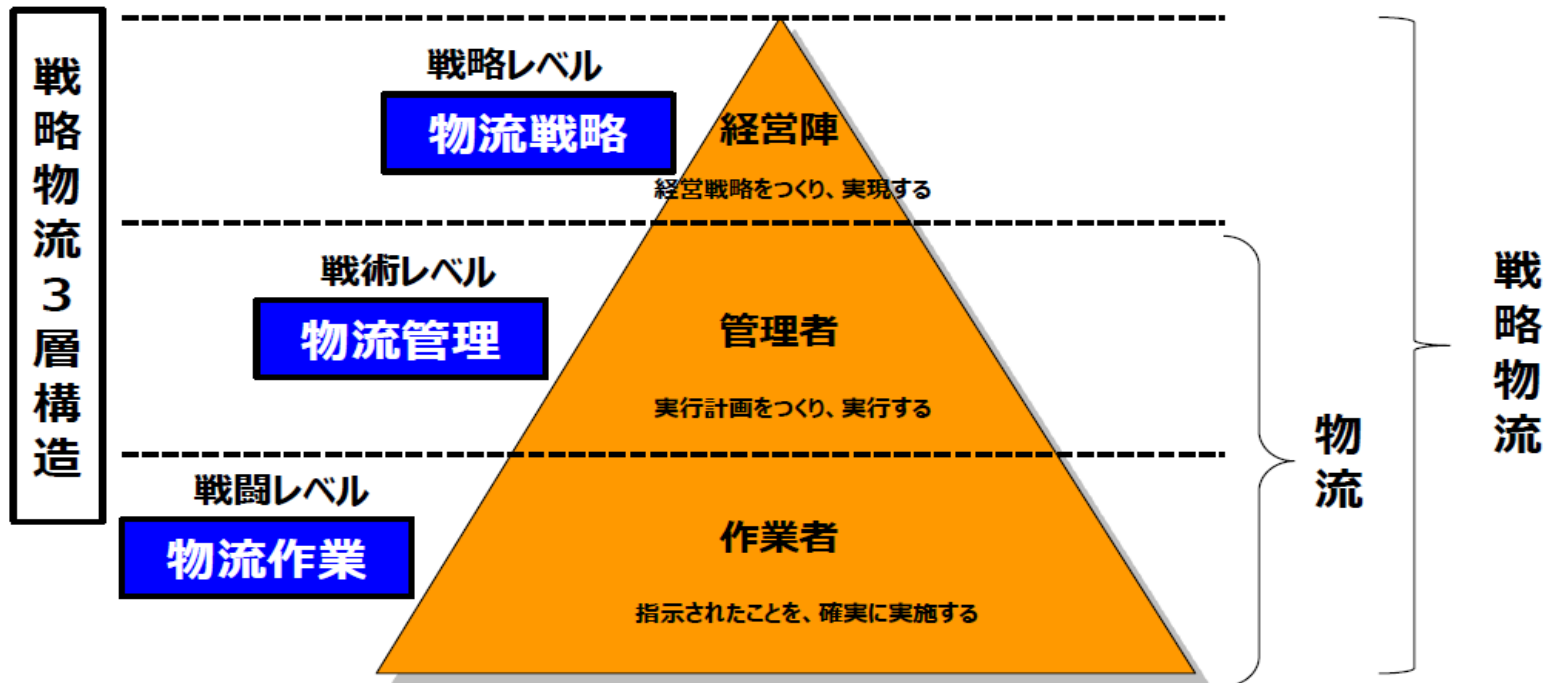 戦略物流３層構造
戦略レベル
物流戦略
経営陣
経営戦略をつくり、実現する
戦術レベル
物流管理
管理者
実行計画をつくり、実行する
戦闘レベル
物流作業
作業者
指示されたことを、確実に実施する
物流
戦略物流